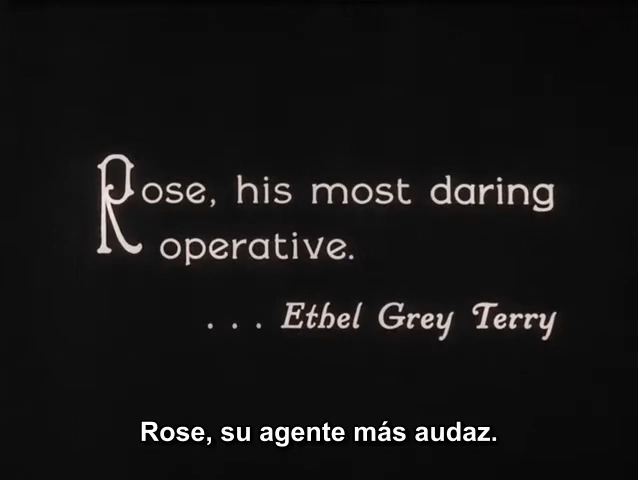 Rose, his most daring
operative.
. . . Ethel Grey Terry
Rose, su agente más audaz.